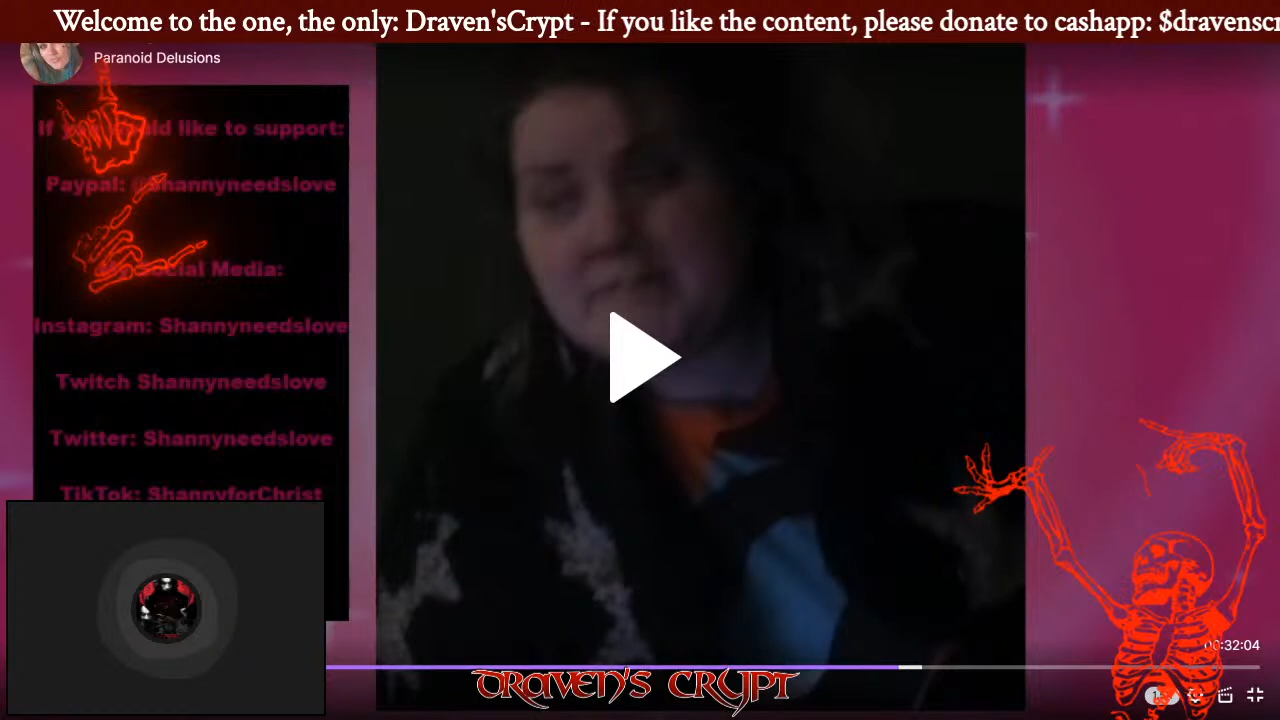 Welcome to the one, the only: Draven'sCrypt - If you like the content, please donate to cashapp: $dravenscr
Paranoid Delusions
If you would like to support:
Paypal: @Shannyneedslove
Social Media:
Instagram: Shannyneedslove
Twitch Shannyneedslove
Twitter: Shannyneedslove
TikTok: ShannyforChrist
00:32:04
DRAVEN'S CRYPT